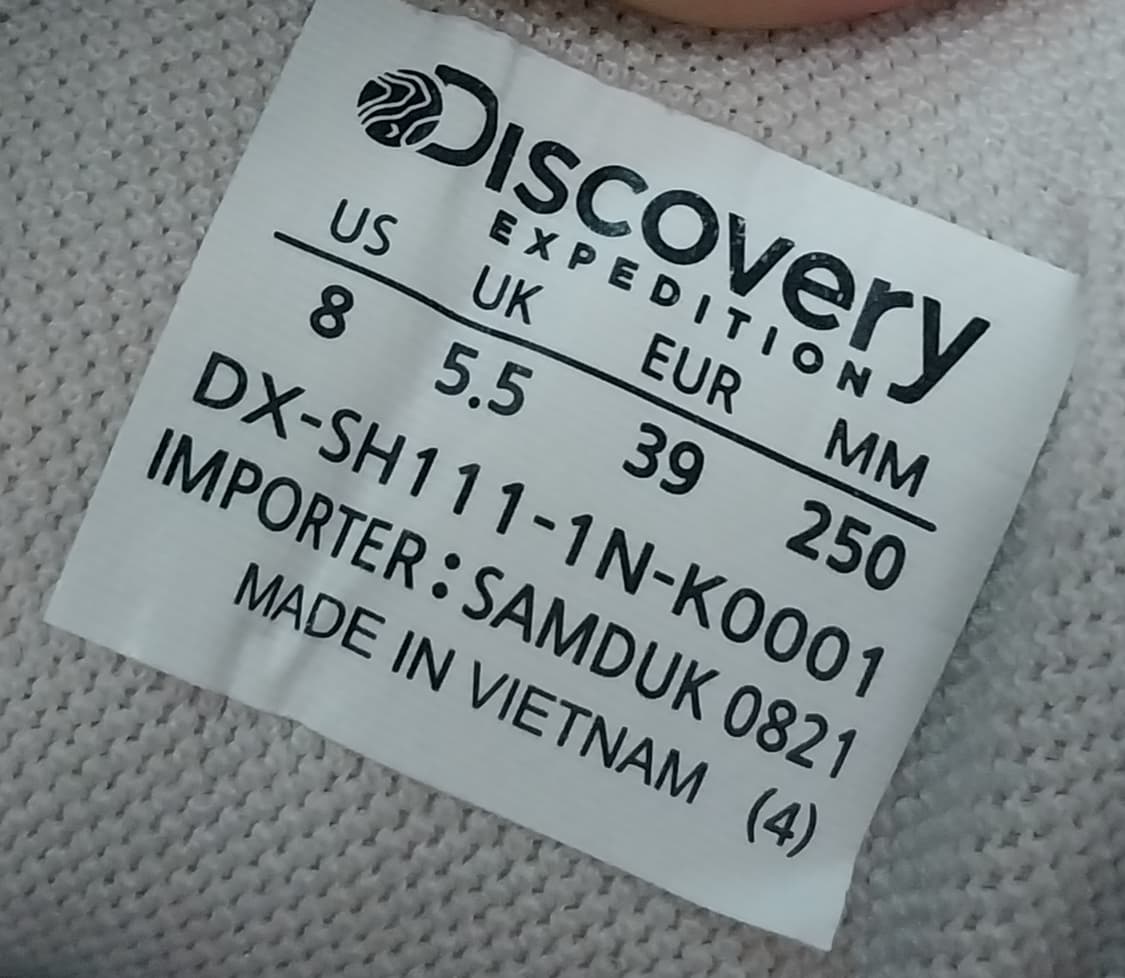 DISCOVERY
EXPEDITION
US UK EUR MM
8 5.5 39 250
DX-SH111-1N-K0001
IMPORTER : SAMDUK 0821
MADE IN VIETNAM (4)